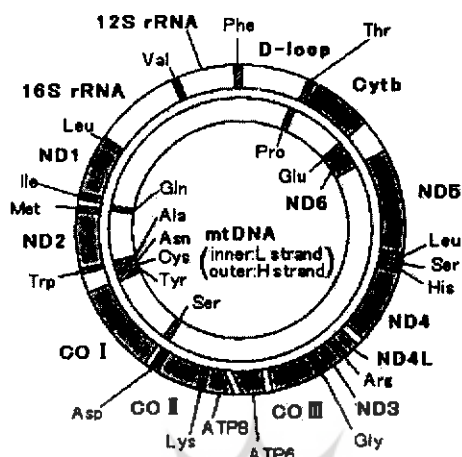 12S rRNA
Phe
D-loop
Thr
Val
Cytb
16S rRNA
Leu
ND1
Pro
Glu
ND6
ND5
Ile
Met
ND2
Gln
Ala
Asn
Cys
Tyr
mtDNA
(inner:L strand
outer:H strand)
Leu
Ser
His
Trp
Ser
ND4
CO I
ND4L
Arg
Asp
CO II
Lys
ATP8
ATP6
CO III
ND3
Gly